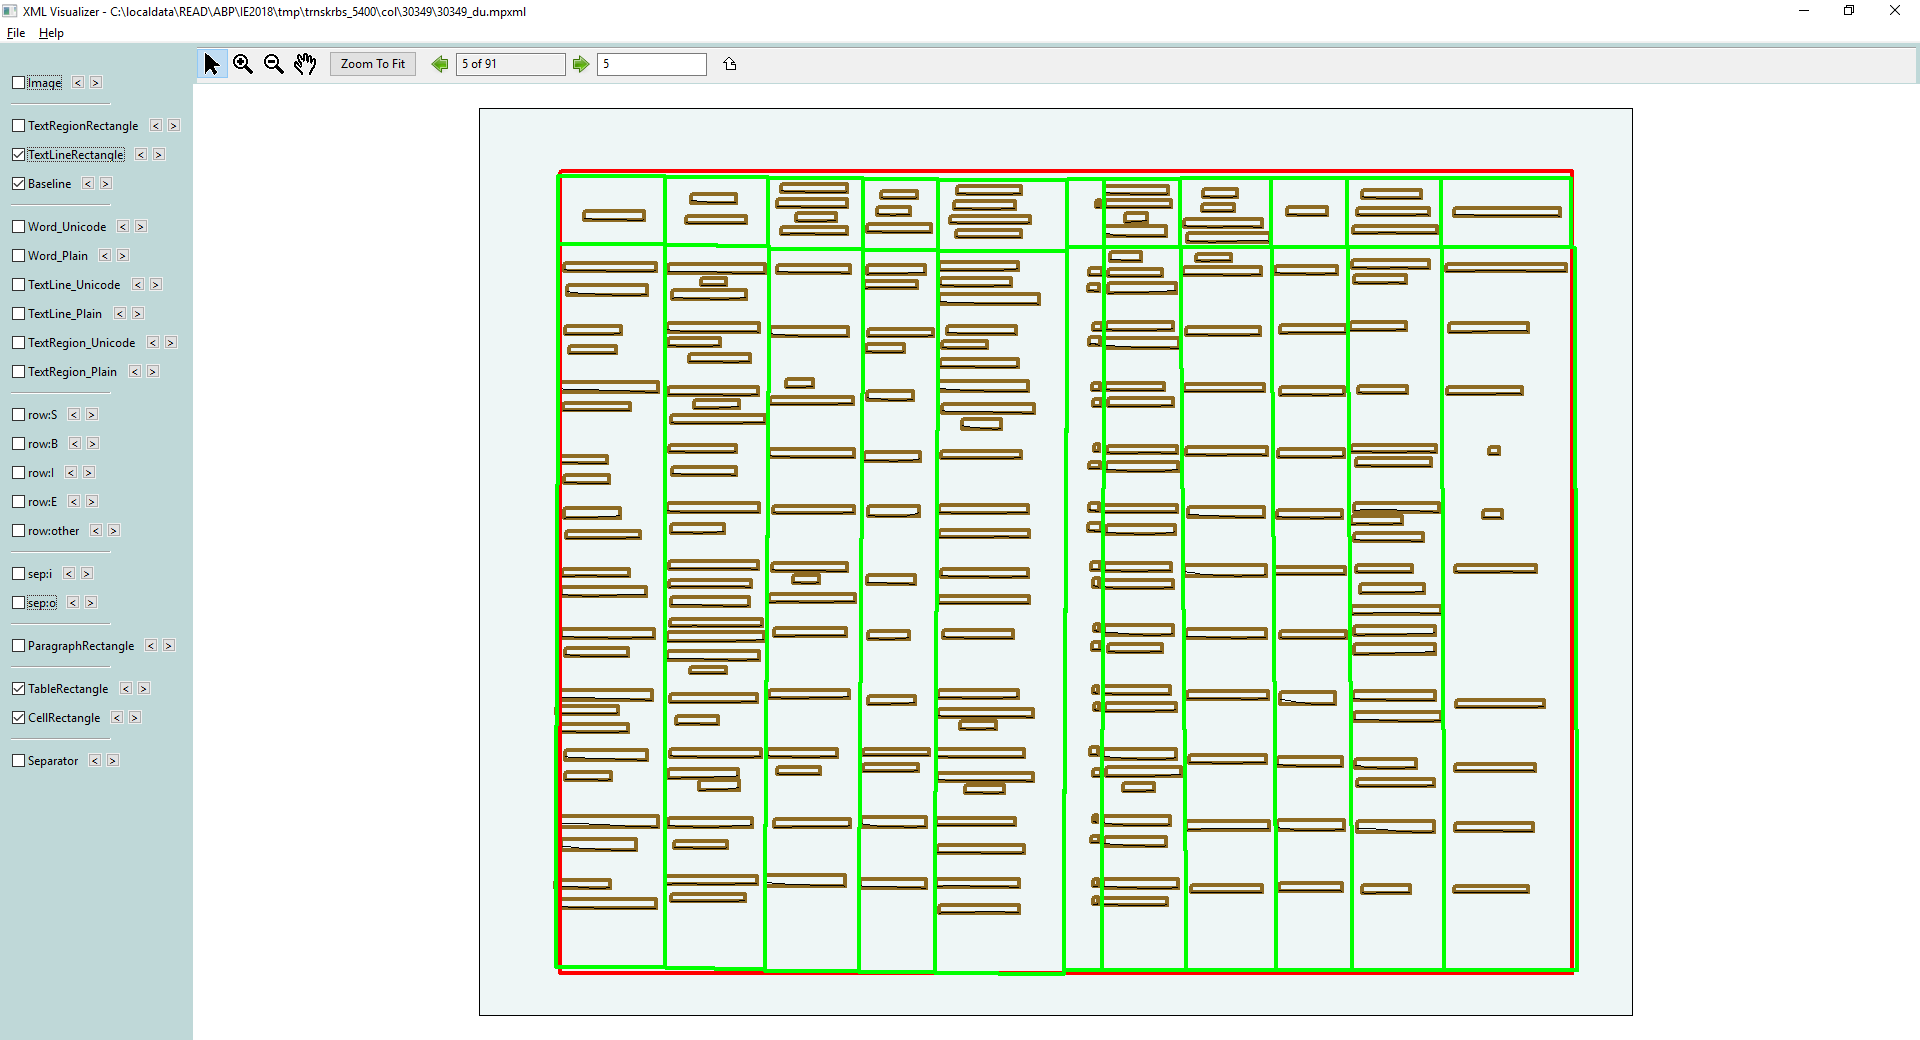 XML Visualizer - C:\localdata\READ\ABP\IE2018\tmp\trnskrbs_5400\col\30349\30349_du.mpxml
File Help
Zoom To Fit 5 of 91 5
Image < >
TextRegionRectangle < >
TextLineRectangle < >
Baseline < >
Word_Unicode < >
Word_Plain < >
TextLine_Unicode < >
TextLine_Plain < >
TextRegion_Unicode < >
TextRegion_Plain < >
row:S < >
row:B < >
row:I < >
row:E < >
row:other < >
sep:i < >
sep:o < >
ParagraphRectangle < >
TableRectangle < >
CellRectangle < >
Separator < >